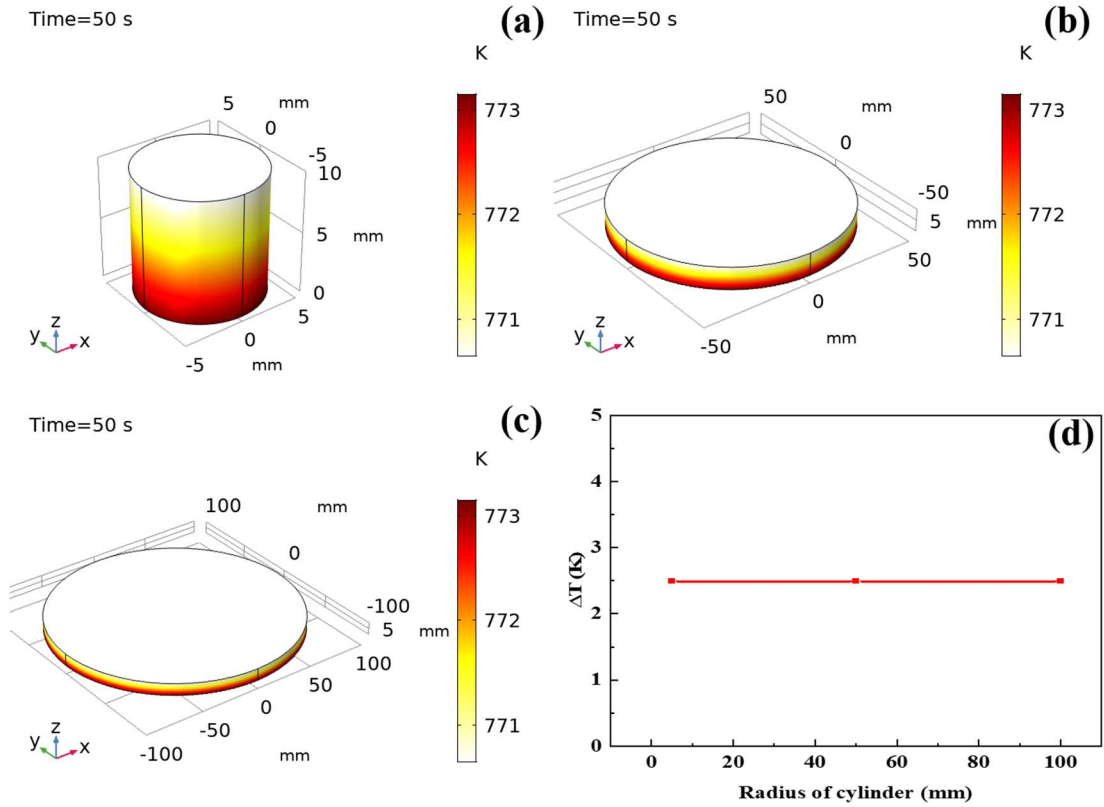 Time=50 s
(a)
K
773
772
771
5
mm
0
-5
10
5
mm
0
5
0
mm
-5
y z x
Time=50 s
(b)
K
773
772
771
50
mm
0
-50
5
mm
50
0
mm
-50
y z x
Time=50 s
(c)
K
773
772
771
100
mm
0
-100
5
mm
100
50
0
-50
mm
-100
y z x
(d)
5
4
3
2
1
0
ΔT (K)
0 20 40 60 80 100
Radius of cylinder (mm)